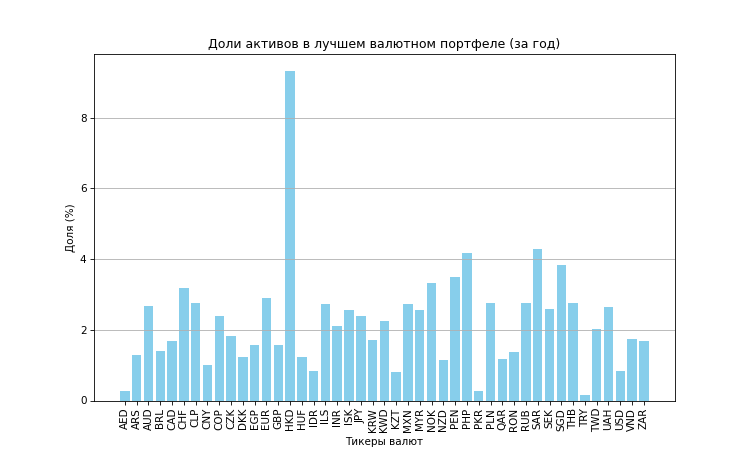 Доли активов в лучшем валютном портфеле (за год)
Доля (%)
8
6
4
2
0
AED ARS AUD BRL CAD CHF CLP CNY COP CZK DKK EGP EUR GBP HKD HUF IDR ILS INR ISK JPY KRW KWD KZT MXN MYR NOK NZD PEN PHP PKR PLN QAR RON RUB SAR SEK SGD THB TRY TWD UAH USD VND ZAR
Тикеры валют